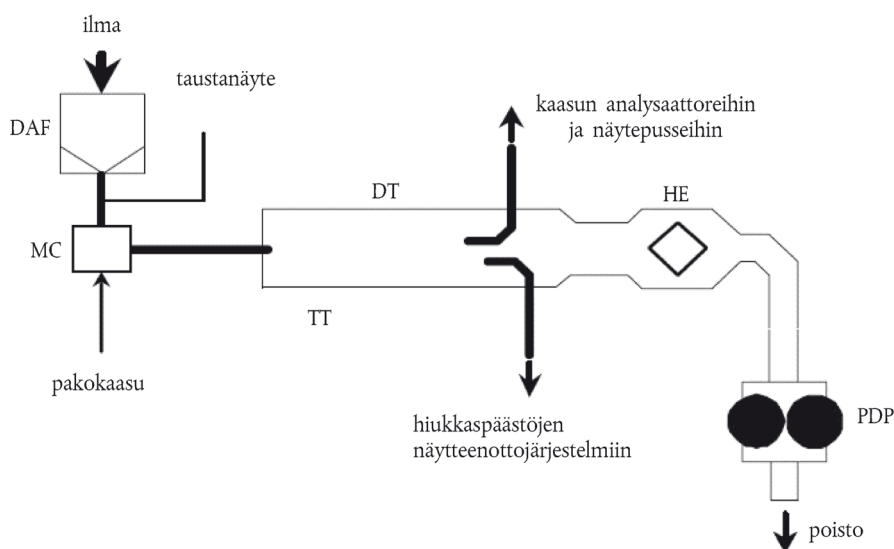 ilma
taustanäyte
DAF
kaasun analysaattoreihin
ja näytepusseihin
DT
HE
MC
TT
pakokaasu
hiukkaspäästöjen
näytteenottojärjestelmiin
PDP
poisto